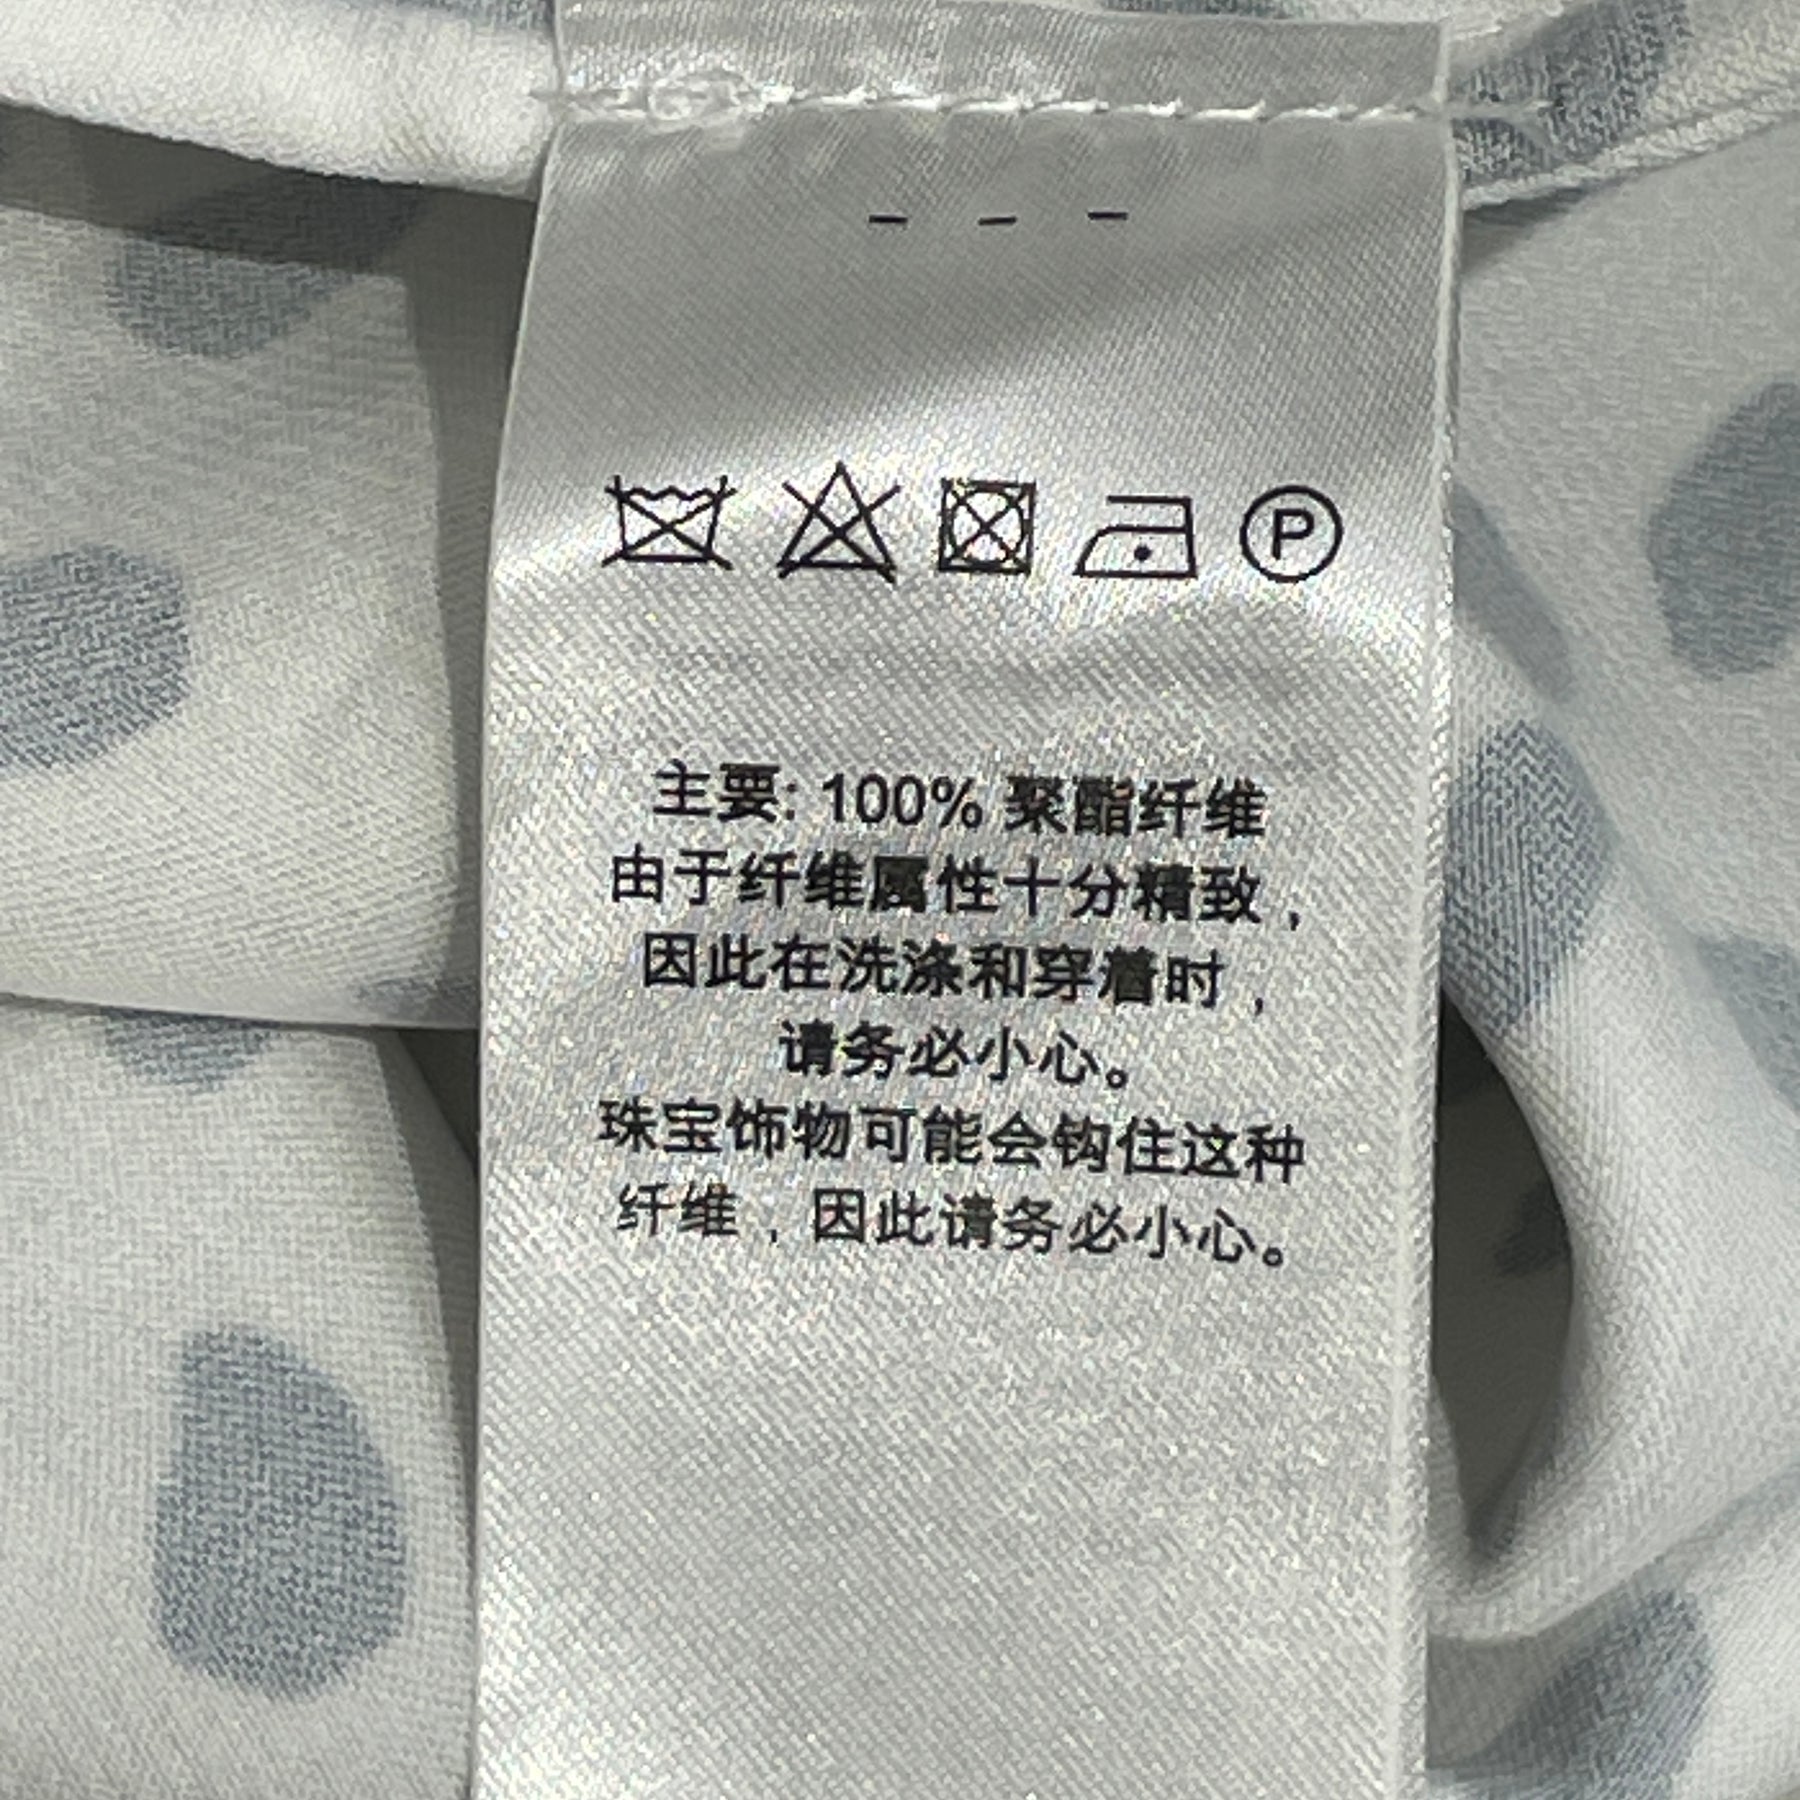 - - -
P
主要: 100% 聚酯纤维
由于纤维属性十分精致，
因此在洗涤和穿着时，
请务必小心。
珠宝饰物可能会钩住这种
纤维，因此请务必小心。